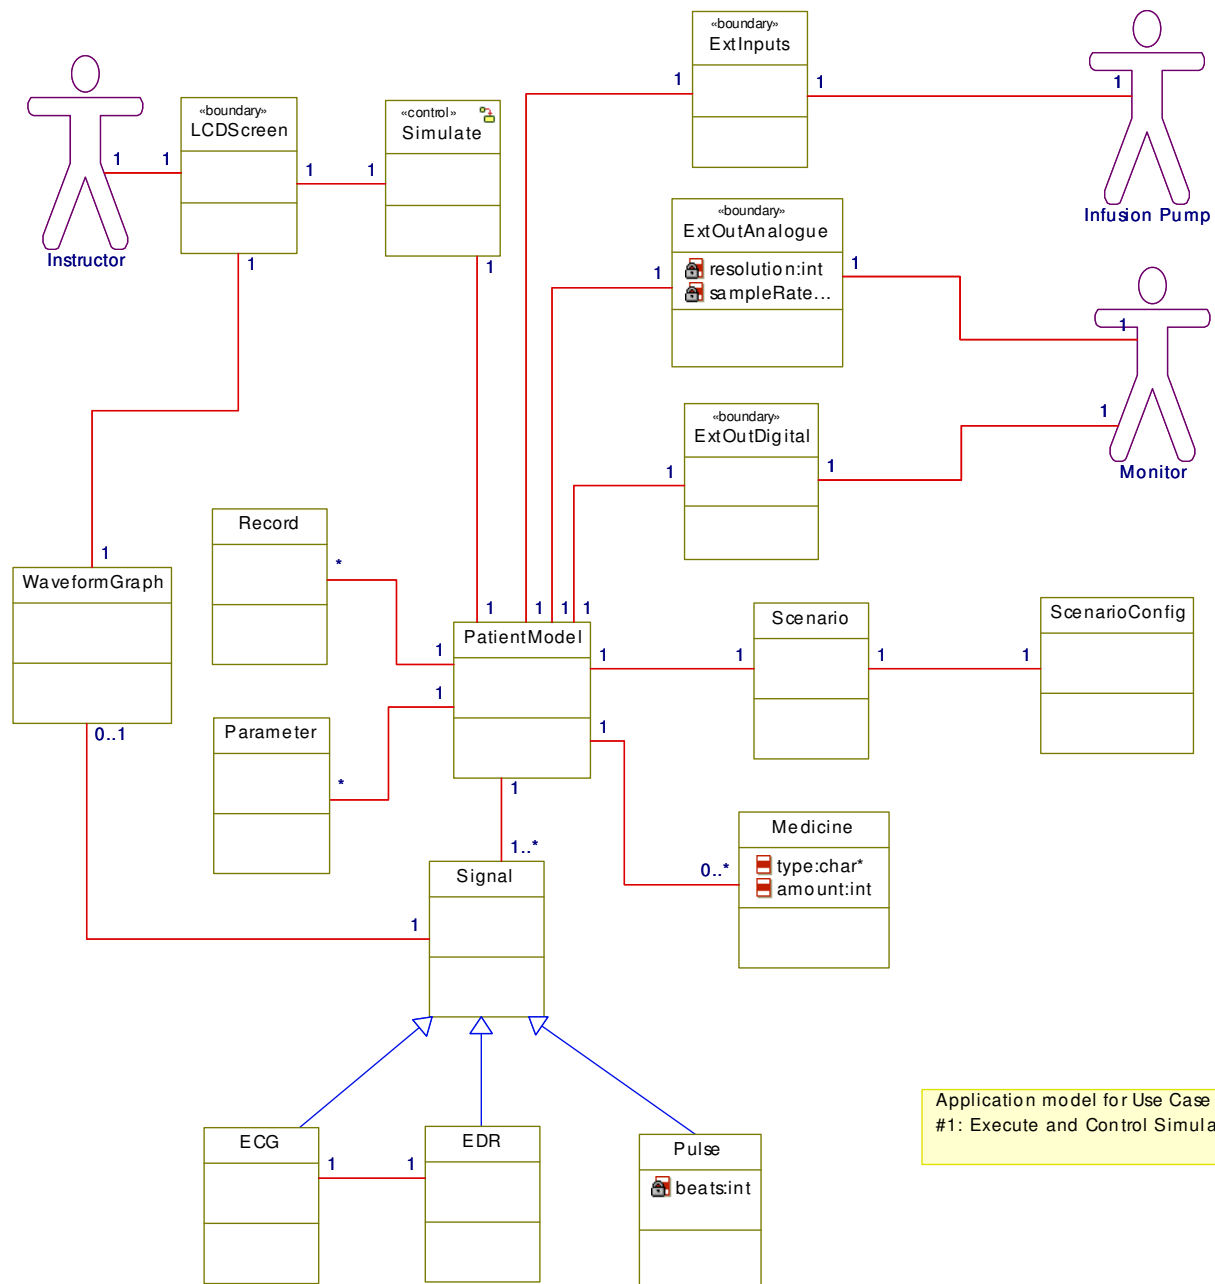 «boundary»
ExtInputs
1
1
1
Infusion Pump
«boundary»
LCDScreen
1
1
1
1
Instructor
«control»
Simulate
1
1
«boundary»
ExtOutAnalogue
resolution:int
sampleRate...
1
1
1
«boundary»
ExtOutDigital
1
1
1
Monitor
Record
*
1
WaveformGraph
0..1
1
1
1
1
PatientModel
1
1
1
1
1
Scenario
1
1
1
ScenarioConfig
Parameter
*
1
1..*
Signal
1
Medicine
type:char*
amount:int
0..*
ECG
1
1
EDR
Pulse
beats:int
Application model for Use Case
#1: Execute and Control Simula